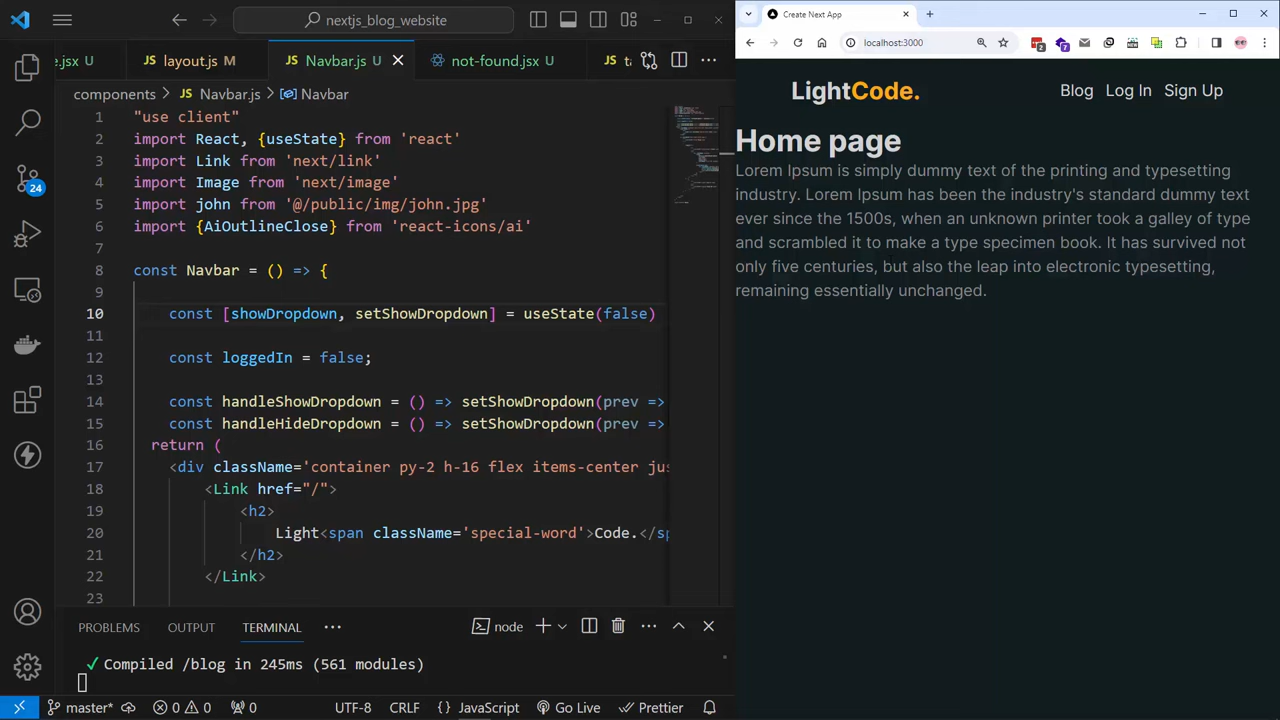 nextjs_blog_website
e.jsx U
layout.js M
Navbar.js U
not-found.jsx U
components > Navbar.js > Navbar
1 "use client"
2 import React, {useState} from 'react'
3 import Link from 'next/link'
4 import Image from 'next/image'
5 import john from '@/public/img/john.jpg'
6 import {AiOutlineClose} from 'react-icons/ai'
7
8 const Navbar = () => {
9
10 const [showDropdown, setShowDropdown] = useState(false)
11
12 const loggedIn = false;
13
14 const handleShowDropdown = () => setShowDropdown(prev =>
15 const handleHideDropdown = () => setShowDropdown(prev =>
16 return (
17 <div className='container py-2 h-16 flex items-center jus
18 <Link href="/">
19 <h2>
20 Light<span className='special-word'>Code.</sp
21 </h2>
22 </Link>
23
24
PROBLEMS OUTPUT TERMINAL
node
✓ Compiled /blog in 245ms (561 modules)
master* 0 0 0 UTF-8 CRLF {} JavaScript Go Live Prettier
Create Next App
localhost:3000
2
7
LightCode.
Blog Log In Sign Up
Home page
Lorem Ipsum is simply dummy text of the printing and typesetting
industry. Lorem Ipsum has been the industry's standard dummy text
ever since the 1500s, when an unknown printer took a galley of type
and scrambled it to make a type specimen book. It has survived not
only five centuries, but also the leap into electronic typesetting,
remaining essentially unchanged.